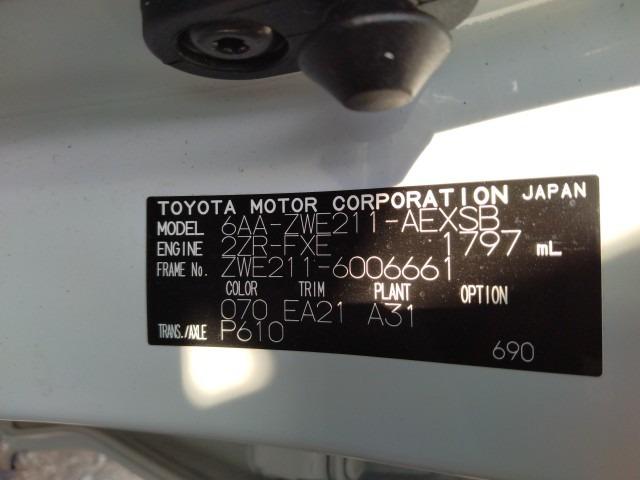 TOYOTA MOTOR CORPORATION JAPAN
MODEL 6AA-ZWE211-AEXSB
ENGINE 2ZR-FXE 1797 mL
FRAME No. ZWE211-6006661
COLOR TRIM PLANT OPTION
070 EA21 A31
TRANS./AXLE P610
690